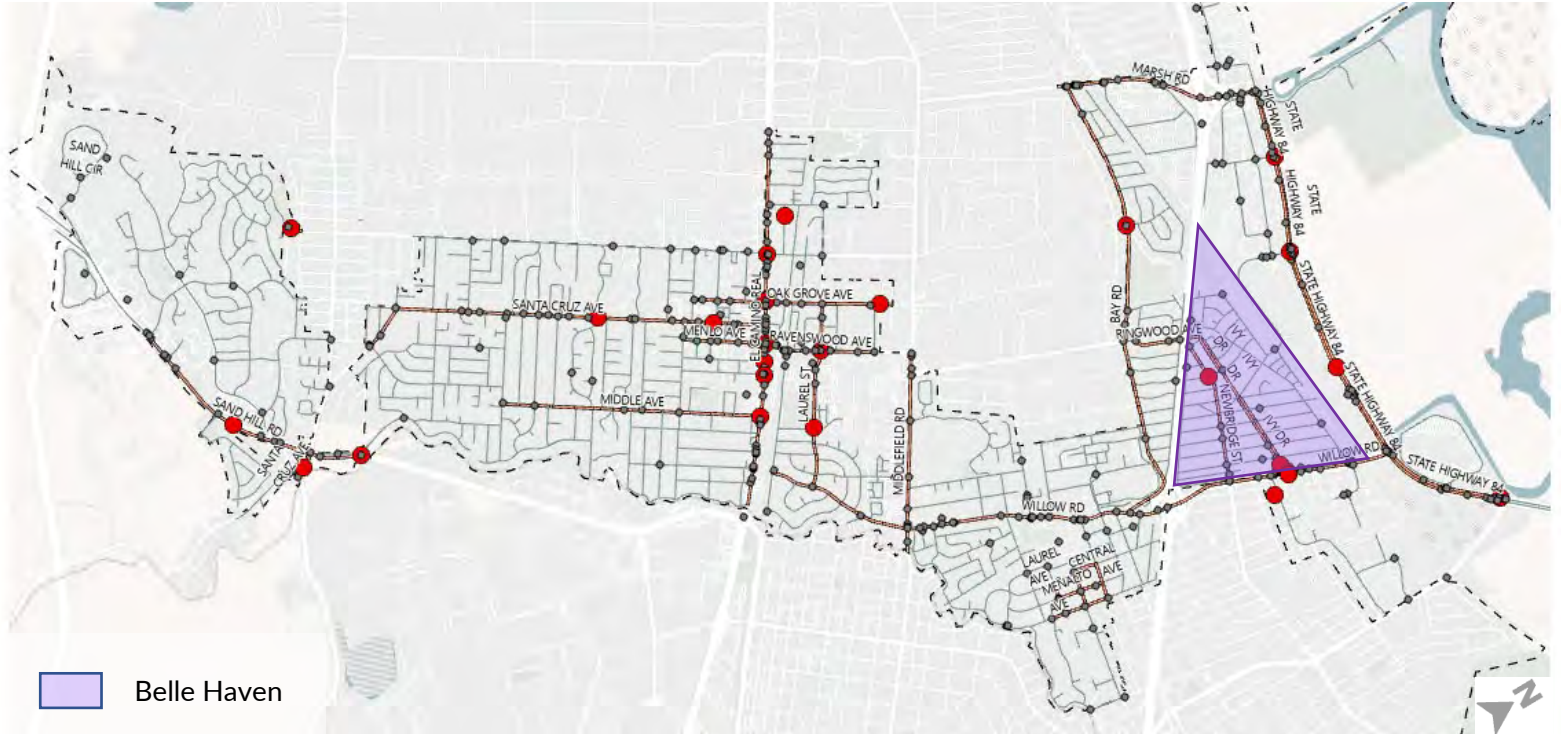 MARSH RD
STATE
HIGHWAY 84
STATE
HIGHWAY 84
SAND
HILL CIR
STATE HIGHWAY 84
SANTA CRUZ AVE
OAK GROVE AVE
EL CAMINO REAL
MENLO AVE
RAVENSWOOD AVE
BAY RD
RINGWOOD AVE
IVY DR
IVY DR
NEWBRIDGE ST
IVY DR
STATE HIGHWAY 84
MIDDLE AVE
LAUREL ST
MIDDLEFIELD RD
SAND HILL RD
SANTA
CRUZ AVE
WILLOW RD
STATE HIGHWAY 84
WILLOW RD
LAUREL
AVE
CENTRAL
AVE
MENALTO
AVE
Belle Haven
N